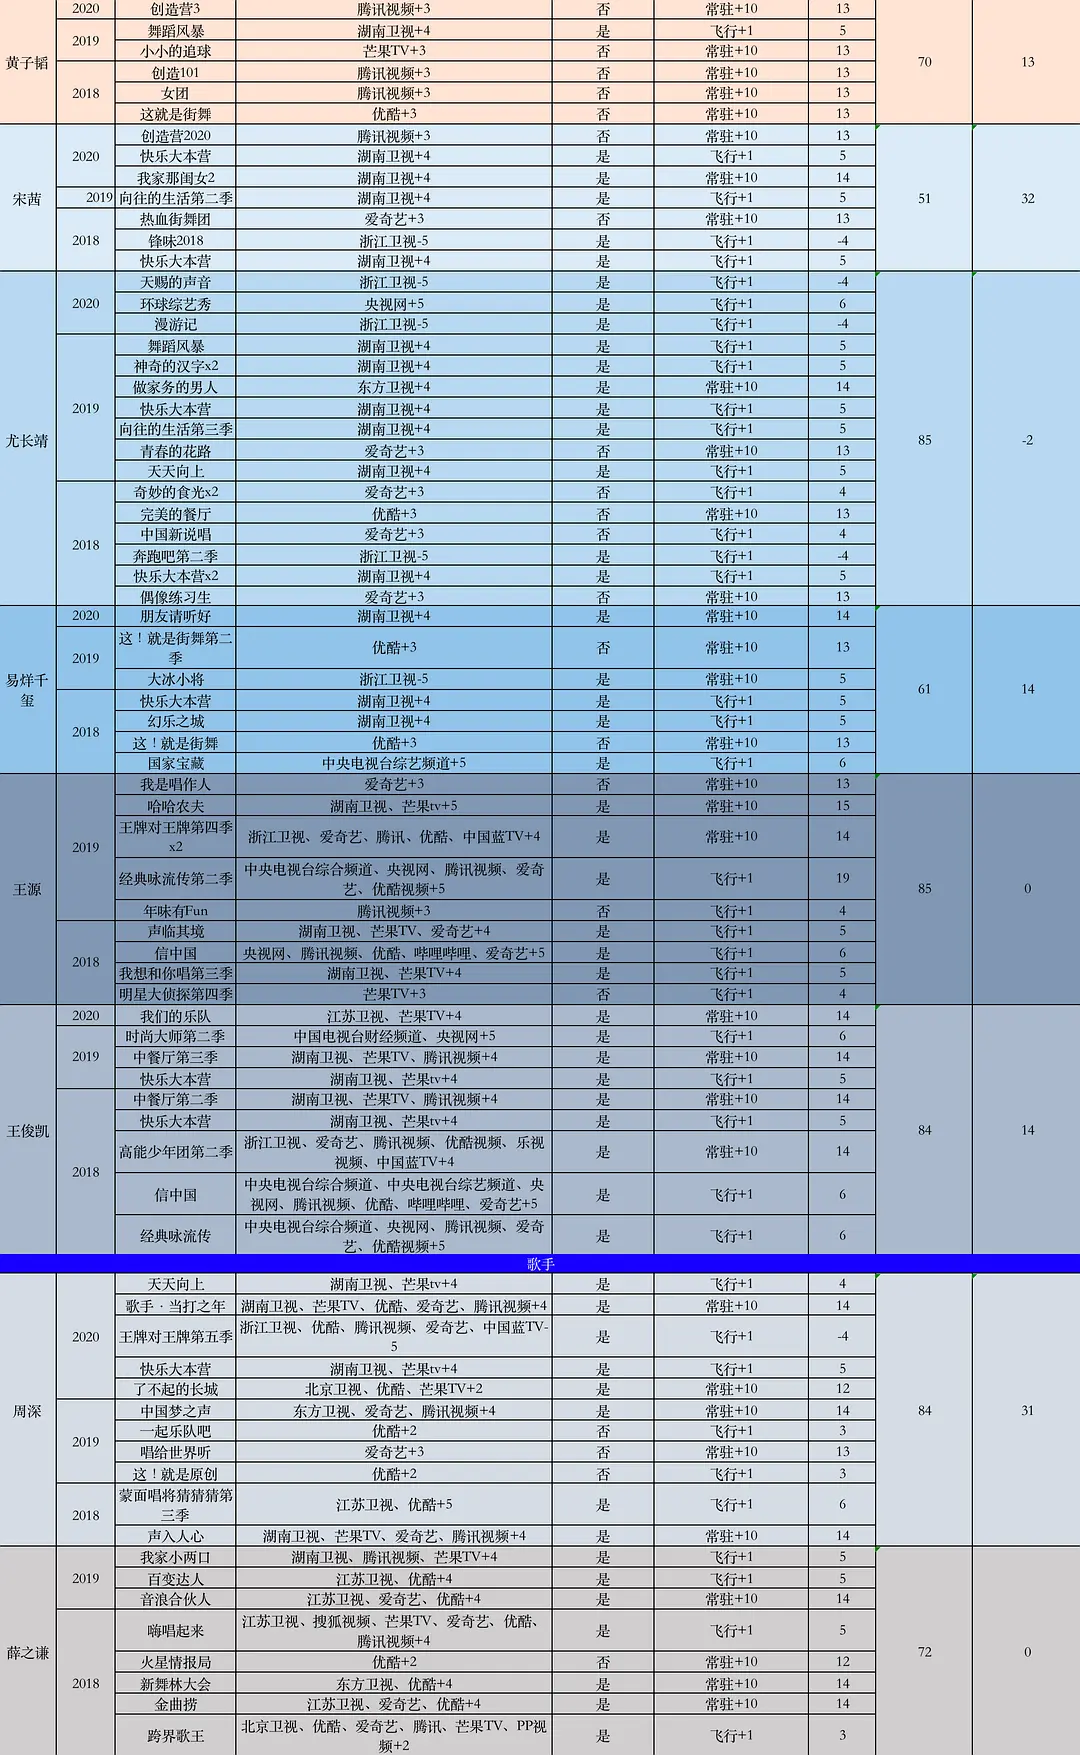 2020 创造营3 腾讯视频+3 否 常驻+10 13
黄子韬 70 13
2019 舞蹈风暴 湖南卫视+4 是 飞行+1 5
小小的追球 芒果TV+3 否 常驻+10 13
2018 创造101 腾讯视频+3 否 常驻+10 13
女团 腾讯视频+3 否 常驻+10 13
这就是街舞 优酷+3 否 常驻+10 13
宋茜 51 32
2020 创造营2020 腾讯视频+3 否 常驻+10 13
快乐大本营 湖南卫视+4 是 飞行+1 5
我家那闺女2 湖南卫视+4 是 常驻+10 14
2019 向往的生活第二季 湖南卫视+4 是 飞行+1 5
2018 热血街舞团 爱奇艺+3 否 常驻+10 13
锋味2018 浙江卫视-5 是 飞行+1 -4
快乐大本营 湖南卫视+4 是 飞行+1 5
尤长靖 85 -2
2020 天赐的声音 浙江卫视-5 是 飞行+1 -4
环球综艺秀 央视网+5 是 飞行+1 6
漫游记 浙江卫视-5 是 飞行+1 -4
2019 舞蹈风暴 湖南卫视+4 是 飞行+1 5
神奇的汉字x2 湖南卫视+4 是 飞行+1 5
做家务的男人 东方卫视+4 是 常驻+10 14
快乐大本营 湖南卫视+4 是 飞行+1 5
向往的生活第三季 湖南卫视+4 是 飞行+1 5
青春的花路 爱奇艺+3 否 常驻+10 13
天天向上 湖南卫视+4 是 飞行+1 5
2018 奇妙的食光x2 爱奇艺+3 否 飞行+1 4
完美的餐厅 优酷+3 否 常驻+10 13
中国新说唱 爱奇艺+3 否 飞行+1 4
奔跑吧第二季 浙江卫视-5 是 飞行+1 -4
快乐大本营x2 湖南卫视+4 是 飞行+1 5
偶像练习生 爱奇艺+3 否 常驻+10 13
易烊千
玺 61 14
2020 朋友请听好 湖南卫视+4 是 常驻+10 14
2019 这！就是街舞第二
季 优酷+3 否 常驻+10 13
大冰小将 浙江卫视-5 是 常驻+10 5
2018 快乐大本营 湖南卫视+4 是 飞行+1 5
幻乐之城 湖南卫视+4 是 飞行+1 5
这！就是街舞 优酷+3 否 常驻+10 13
国家宝藏 中央电视台综艺频道+5 是 飞行+1 6
王源 85 0
2019 我是唱作人 爱奇艺+3 否 常驻+10 13
哈哈农夫 湖南卫视、芒果tv+5 是 常驻+10 15
王牌对王牌第四季
x2 浙江卫视、爱奇艺、腾讯、优酷、中国蓝TV+4 是 常驻+10 14
经典咏流传第二季 中央电视台综合频道、央视网、腾讯视频、爱奇
艺、优酷视频+5 是 飞行+1 19
年味有Fun 腾讯视频+3 否 飞行+1 4
2018 声临其境 湖南卫视、芒果TV、爱奇艺+4 是 飞行+1 5
信中国 央视网、腾讯视频、优酷、哔哩哔哩、爱奇艺+5 是 飞行+1 6
我想和你唱第三季 湖南卫视、芒果TV+4 是 飞行+1 5
明星大侦探第四季 芒果TV+3 否 飞行+1 4
王俊凯 84 14
2020 我们的乐队 江苏卫视、芒果TV+4 是 常驻+10 14
2019 时尚大师第二季 中国电视台财经频道、央视网+5 是 飞行+1 6
中餐厅第三季 湖南卫视、芒果TV、腾讯视频+4 是 常驻+10 14
快乐大本营 湖南卫视、芒果tv+4 是 飞行+1 5
2018 中餐厅第二季 湖南卫视、芒果TV、腾讯视频+4 是 常驻+10 14
快乐大本营 湖南卫视、芒果tv+4 是 飞行+1 5
高能少年团第二季 浙江卫视、爱奇艺、腾讯视频、优酷视频、乐视
视频、中国蓝TV+4 是 常驻+10 14
信中国 中央电视台综合频道、中央电视台综艺频道、央
视网、腾讯视频、优酷、哔哩哔哩、爱奇艺+5 是 飞行+1 6
经典咏流传 中央电视台综合频道、央视网、腾讯视频、爱奇
艺、优酷视频+5 是 飞行+1 6
歌手
周深 84 31
2020 天天向上 湖南卫视、芒果tv+4 是 飞行+1 4
歌手·当打之年 湖南卫视、芒果TV、优酷、爱奇艺、腾讯视频+4 是 常驻+10 14
王牌对王牌第五季 浙江卫视、优酷、腾讯视频、爱奇艺、中国蓝TV-
5 是 飞行+1 -4
快乐大本营 湖南卫视、芒果tv+4 是 飞行+1 5
了不起的长城 北京卫视、优酷、芒果TV+2 是 常驻+10 12
2019 中国梦之声 东方卫视、爱奇艺、腾讯视频+4 是 常驻+10 14
一起乐队吧 优酷+2 否 飞行+1 3
唱给世界听 爱奇艺+3 否 常驻+10 13
这！就是原创 优酷+2 否 飞行+1 3
2018 蒙面唱将猜猜猜第
三季 江苏卫视、优酷+5 是 飞行+1 6
声入人心 湖南卫视、芒果TV、爱奇艺、腾讯视频+4 是 常驻+10 14
薛之谦 72 0
2019 我家小两口 湖南卫视、腾讯视频、芒果TV+4 是 飞行+1 5
百变达人 江苏卫视、优酷+4 是 飞行+1 5
音浪合伙人 江苏卫视、爱奇艺、优酷+4 是 常驻+10 14
2018 嗨唱起来 江苏卫视、搜狐视频、芒果TV、爱奇艺、优酷、
腾讯视频+4 是 飞行+1 5
火星情报局 优酷+2 否 常驻+10 12
新舞林大会 东方卫视、优酷+4 是 常驻+10 14
金曲捞 江苏卫视、爱奇艺、优酷+4 是 常驻+10 14
跨界歌王 北京卫视、优酷、爱奇艺、腾讯、芒果TV、PP视
频+2 是 飞行+1 3